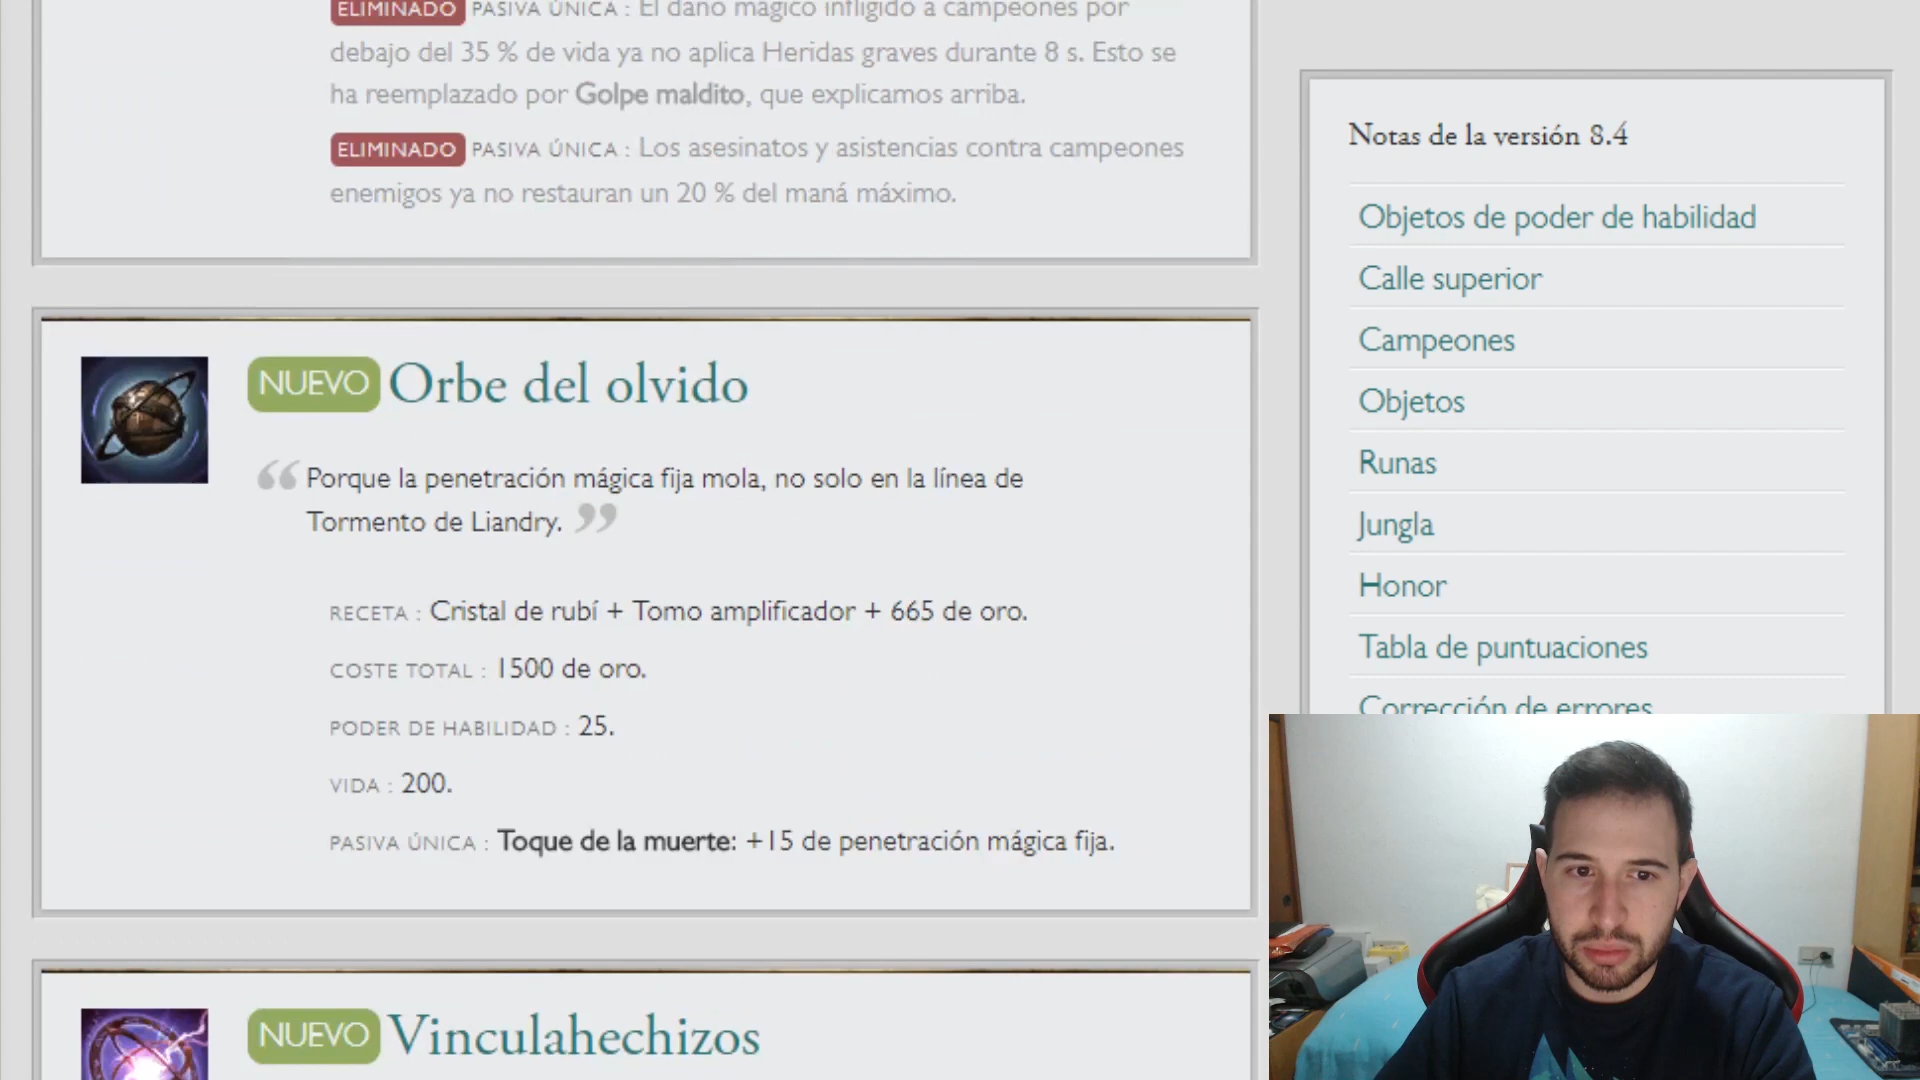 ELIMINADO PASIVA ÚNICA : El daño mágico infligido a campeones por
debajo del 35 % de vida ya no aplica Heridas graves durante 8 s. Esto se
ha reemplazado por Golpe maldito, que explicamos arriba.
ELIMINADO PASIVA ÚNICA : Los asesinatos y asistencias contra campeones
enemigos ya no restauran un 20 % del maná máximo.
NUEVO Orbe del olvido
“ Porque la penetración mágica fija mola, no solo en la línea de
Tormento de Liandry. ”
RECETA : Cristal de rubí + Tomo amplificador + 665 de oro.
COSTE TOTAL : 1500 de oro.
PODER DE HABILIDAD : 25.
VIDA : 200.
PASIVA ÚNICA : Toque de la muerte: +15 de penetración mágica fija.
NUEVO Vinculahechizos
Notas de la versión 8.4
Objetos de poder de habilidad
Calle superior
Campeones
Objetos
Runas
Jungla
Honor
Tabla de puntuaciones
Corrección de errores